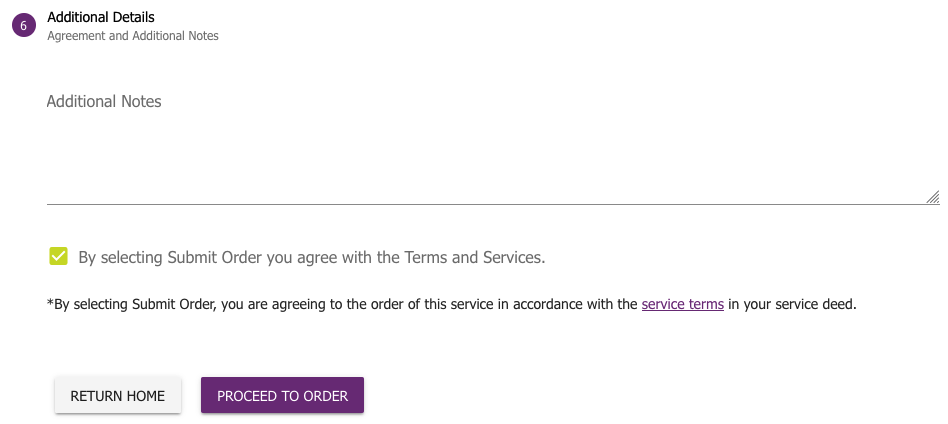 6
Additional Details
Agreement and Additional Notes
Additional Notes
By selecting Submit Order you agree with the Terms and Services.
*By selecting Submit Order, you are agreeing to the order of this service in accordance with the service terms in your service deed.
RETURN HOME
PROCEED TO ORDER